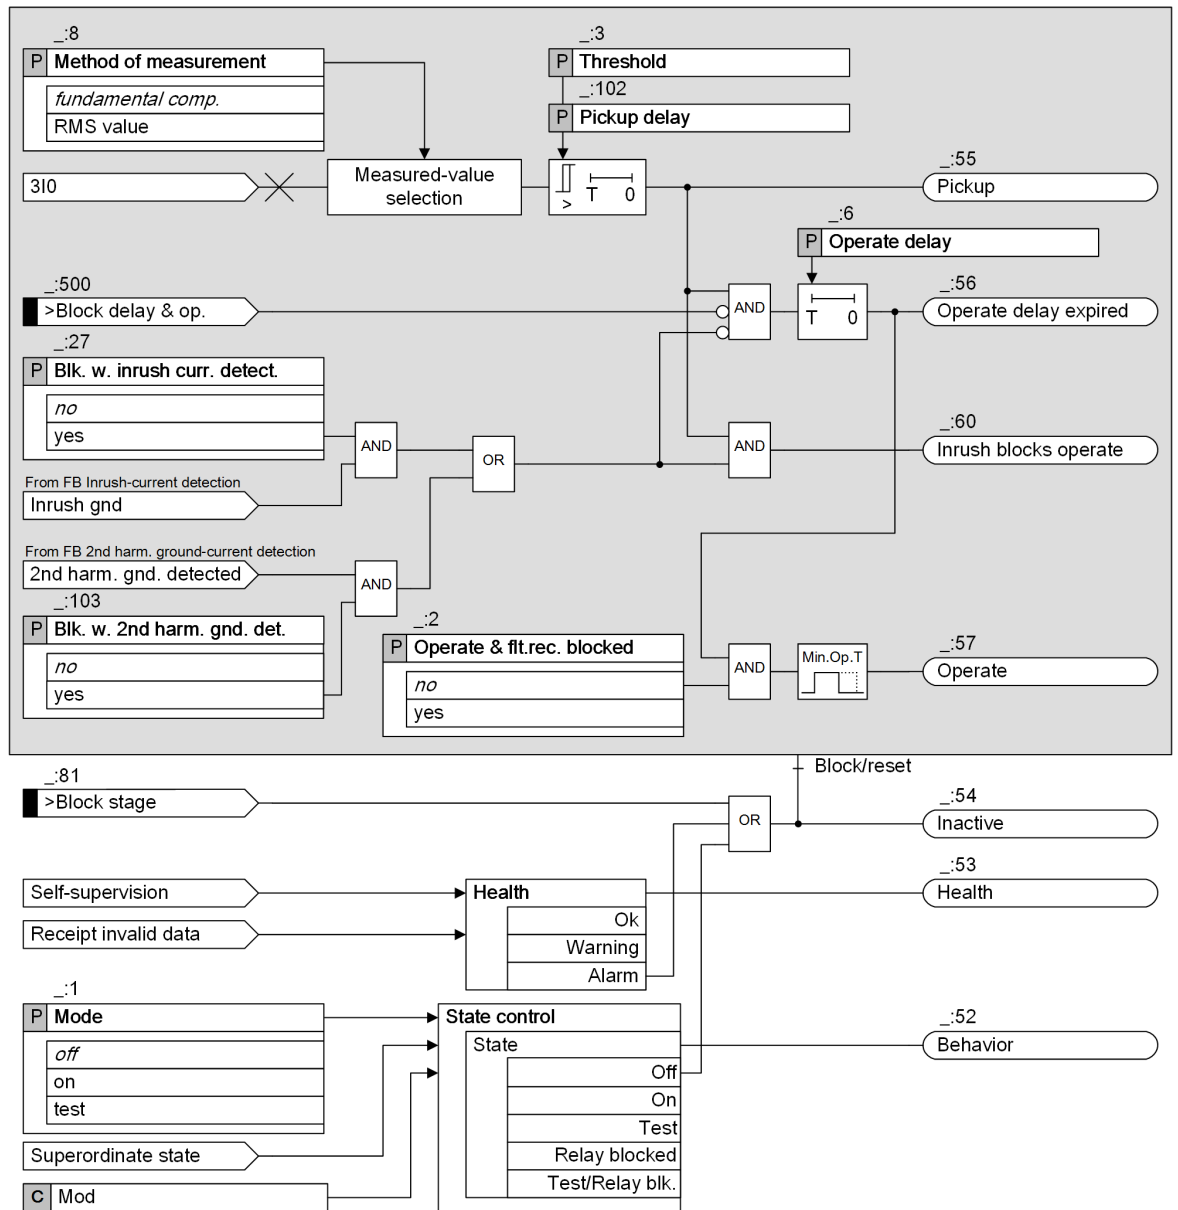 _:8
P Method of measurement
fundamental comp.
RMS value
_:3
P Threshold
_:102
P Pickup delay
3I0
Measured-value
selection
> T 0
_:55
Pickup
_:6
P Operate delay
_:500
>Block delay & op.
AND
T 0
_:56
Operate delay expired
_:27
P Blk. w. inrush curr. detect.
no
yes
AND
OR
AND
_:60
Inrush blocks operate
From FB Inrush-current detection
Inrush gnd
From FB 2nd harm. ground-current detection
2nd harm. gnd. detected
AND
_:103
P Blk. w. 2nd harm. gnd. det.
no
yes
_:2
P Operate & flt.rec. blocked
no
yes
AND
Min.Op.T
_:57
Operate
Block/reset
_:81
>Block stage
OR
_:54
Inactive
_:53
Health
Self-supervision
Receipt invalid data
Health
Ok
Warning
Alarm
_:1
P Mode
off
on
test
Superordinate state
C Mod
State control
State
Off
On
Test
Relay blocked
Test/Relay blk.
_:52
Behavior